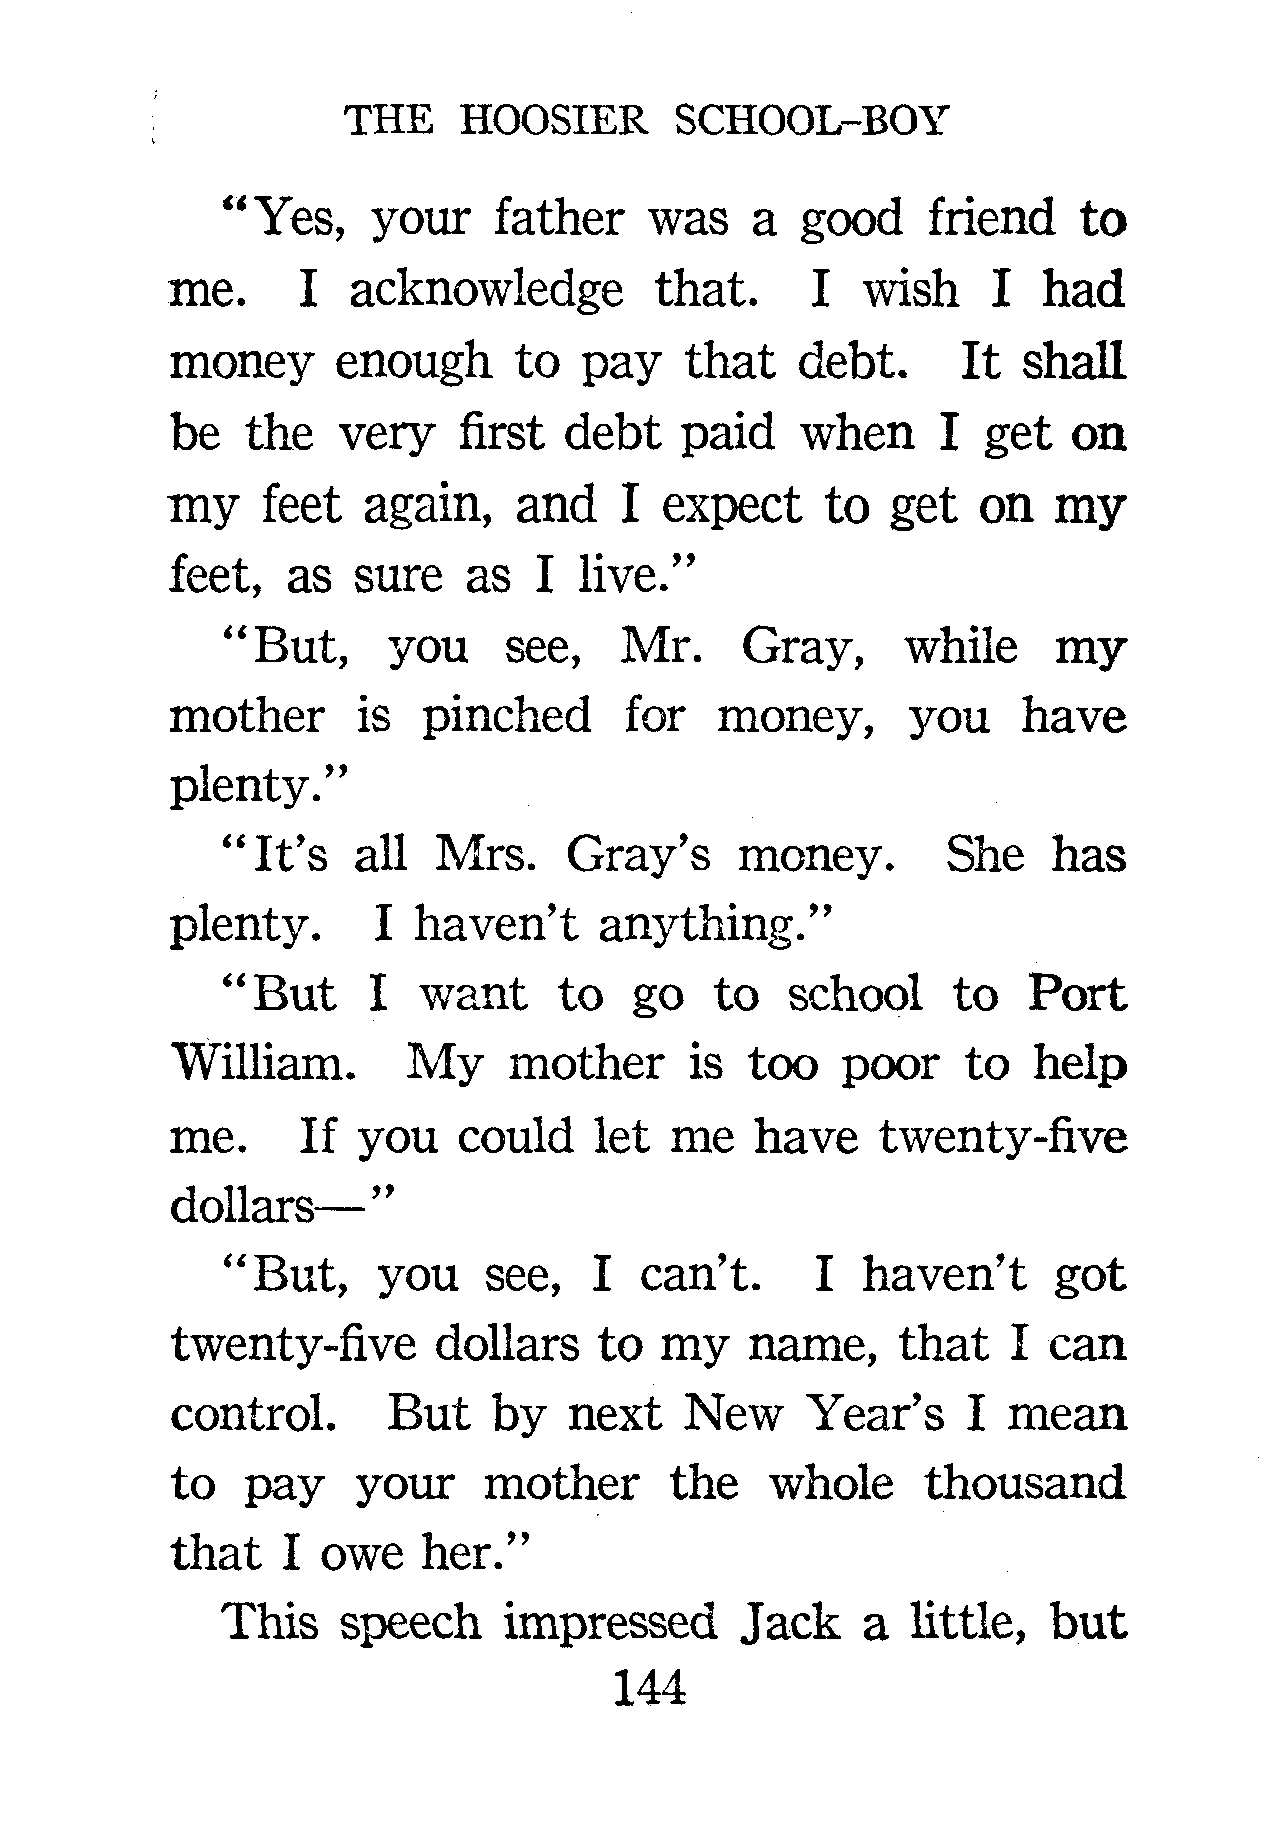 THE HOOSIER SCHOOL-BOY
“Yes, your father was a good friend to
me. I acknowledge that. I wish I had
money enough to pay that debt. It shall
be the very first debt paid when I get on
my feet again, and I expect to get on my
feet, as sure as I live.”
“But, you see, Mr. Gray, while my
mother is pinched for money, you have
plenty.”
“It’s all Mrs. Gray’s money. She has
plenty. I haven’t anything.”
“But I want to go to school to Port
William. My mother is too poor to help
me. If you could let me have twenty-five
dollars—”
“But, you see, I can’t. I haven’t got
twenty-five dollars to my name, that I can
control. But by next New Year’s I mean
to pay your mother the whole thousand
that I owe her.”
This speech impressed Jack a little, but
144